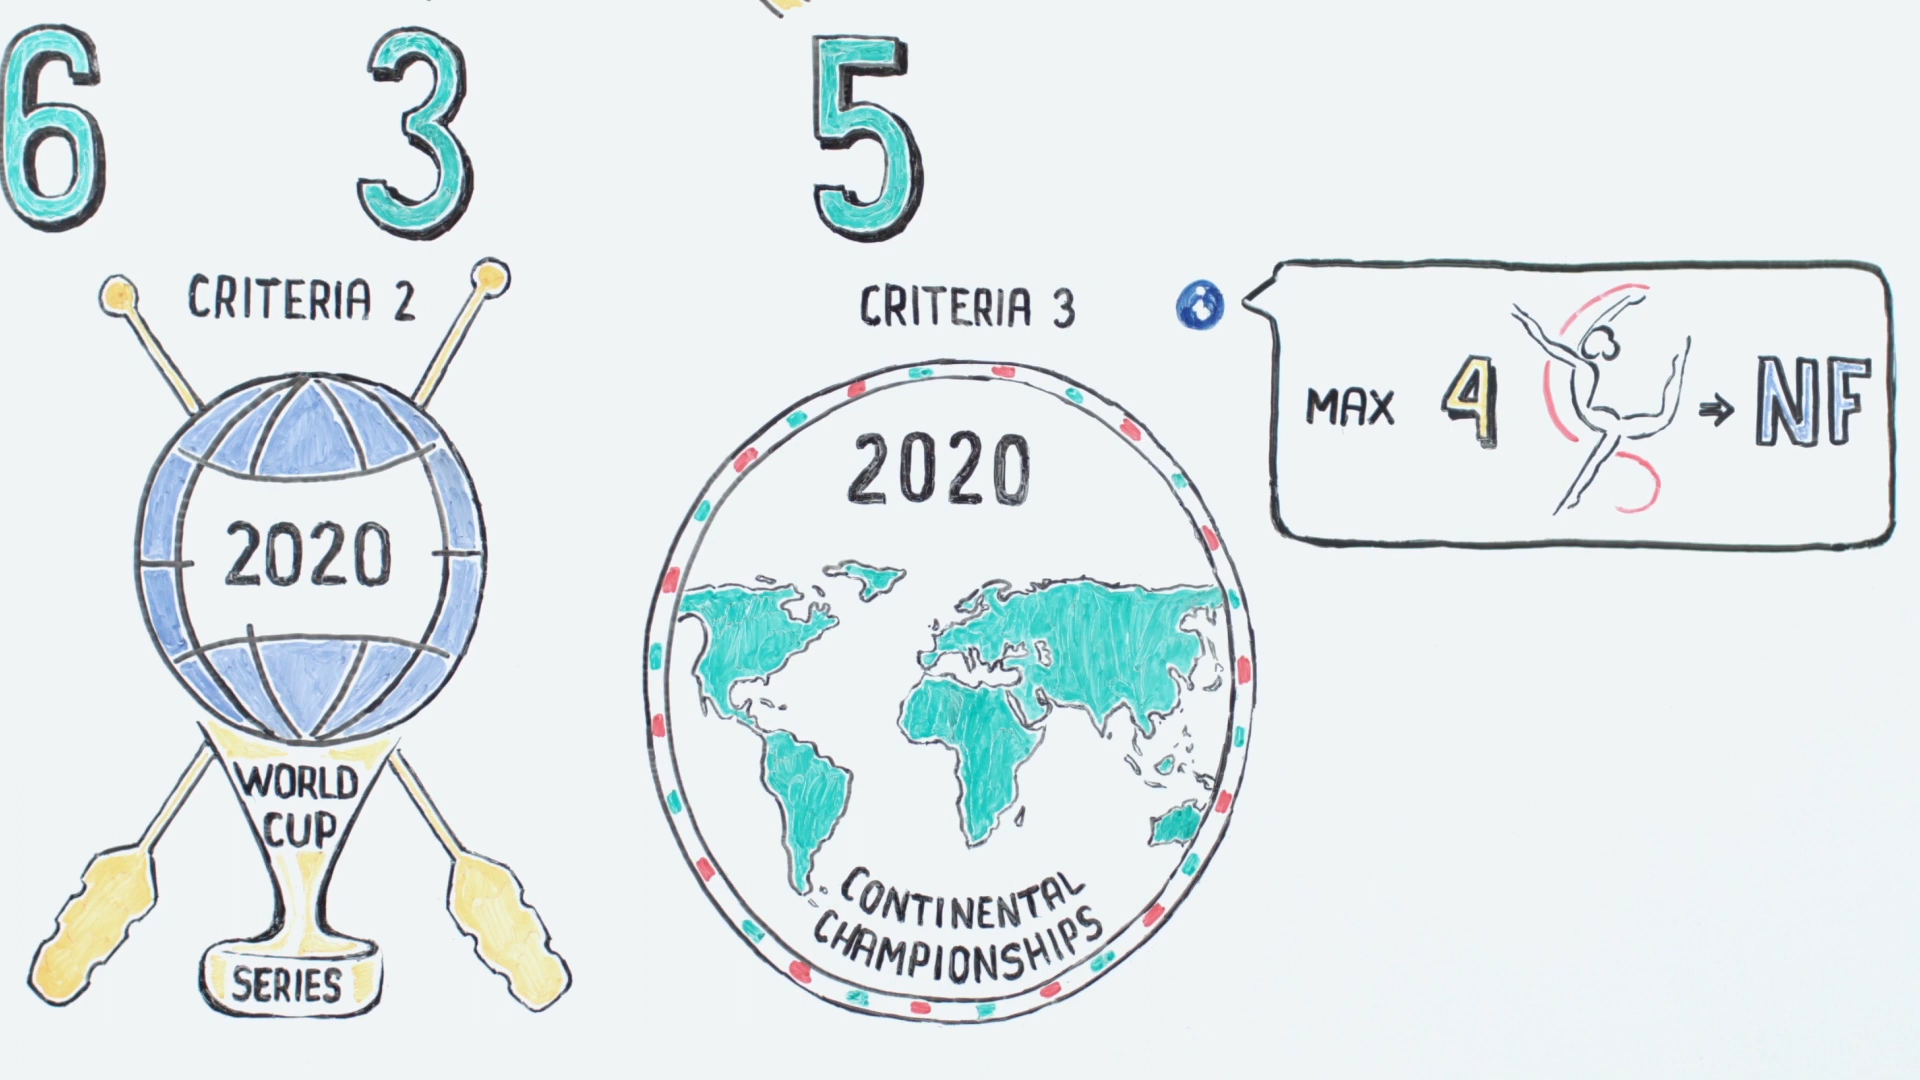 6 3 5
CRITERIA 2
CRITERIA 3
MAX 4 ⇒ NF
2020
2020
WORLD
CUP
SERIES
CONTINENTAL
CHAMPIONSHIPS